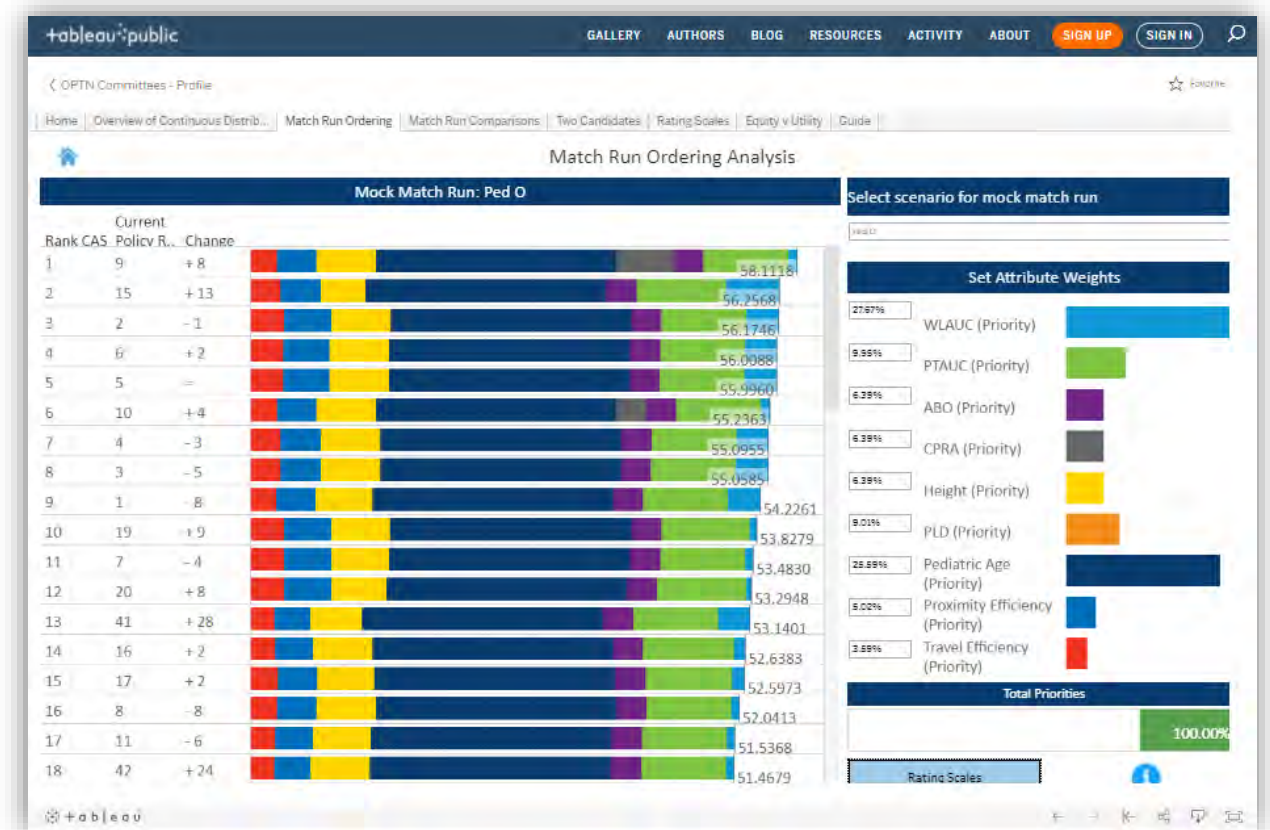 +ableau public
GALLERY AUTHORS BLOG RESOURCES ACTIVITY ABOUT SIGN UP SIGN IN
OPTN Committees - Profile
Home Overview of Continuous Distrib... Match Run Ordering Match Run Comparisons Two Candidates Rating Scales Equity v Utility Guide
Match Run Ordering Analysis
Mock Match Run: Ped O
Rank CAS Current Policy R.. Change
1 9 +8 58.1118
2 15 +13 56.2568
3 2 -1 56.1746
4 6 +2 56.0088
5 5 = 55.9960
6 10 +4 55.2363
7 4 -3 55.0955
8 3 -5 55.0585
9 1 -8 54.2261
10 19 +9 53.8279
11 7 -4 53.4830
12 20 +8 53.2948
13 41 +28 53.1401
14 16 +2 52.6383
15 17 +2 52.5973
16 8 -8 52.0413
17 11 -6 51.5368
18 42 +24 51.4679
Select scenario for mock match run
Set Attribute Weights
27.67% WLAUC (Priority)
9.95% PTAUC (Priority)
6.39% ABO (Priority)
6.39% CPRA (Priority)
6.39% Height (Priority)
9.01% PLD (Priority)
25.59% Pediatric Age
(Priority)
5.02% Proximity Efficiency
(Priority)
3.59% Travel Efficiency
(Priority)
Total Priorities
100.00%
Rating Scales
+ableau